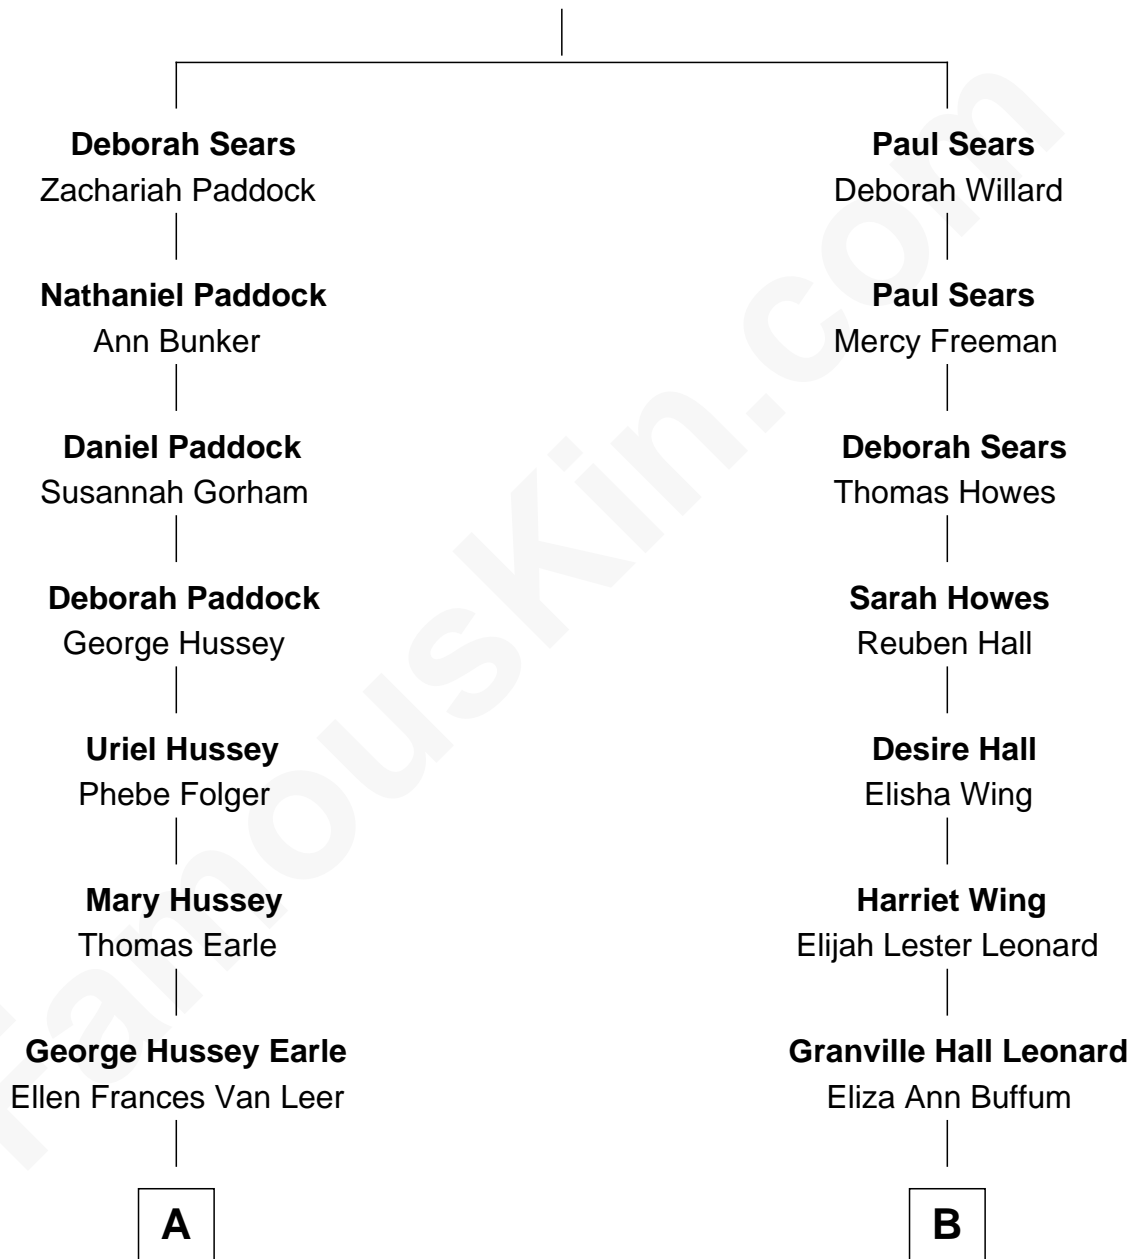 Deborah Sears
Zachariah Paddock
Paul Sears
Deborah Willard
Nathaniel Paddock
Ann Bunker
Paul Sears
Mercy Freeman
Daniel Paddock
Susannah Gorham
Deborah Sears
Thomas Howes
Deborah Paddock
George Hussey
Sarah Howes
Reuben Hall
Uriel Hussey
Phebe Folger
Desire Hall
Elisha Wing
Mary Hussey
Thomas Earle
Harriet Wing
Elijah Lester Leonard
George Hussey Earle
Ellen Frances Van Leer
Granville Hall Leonard
Eliza Ann Buffum
A
B
FamousKin.com